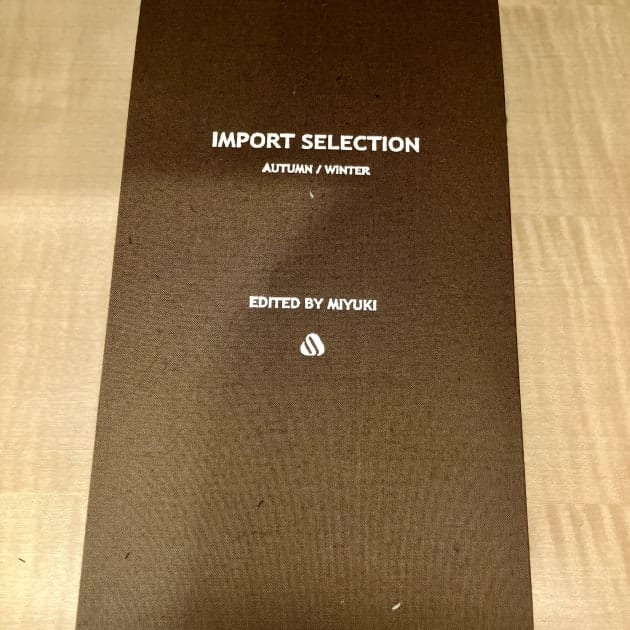 IMPORT SELECTION
AUTUMN / WINTER
EDITED BY MIYUKI